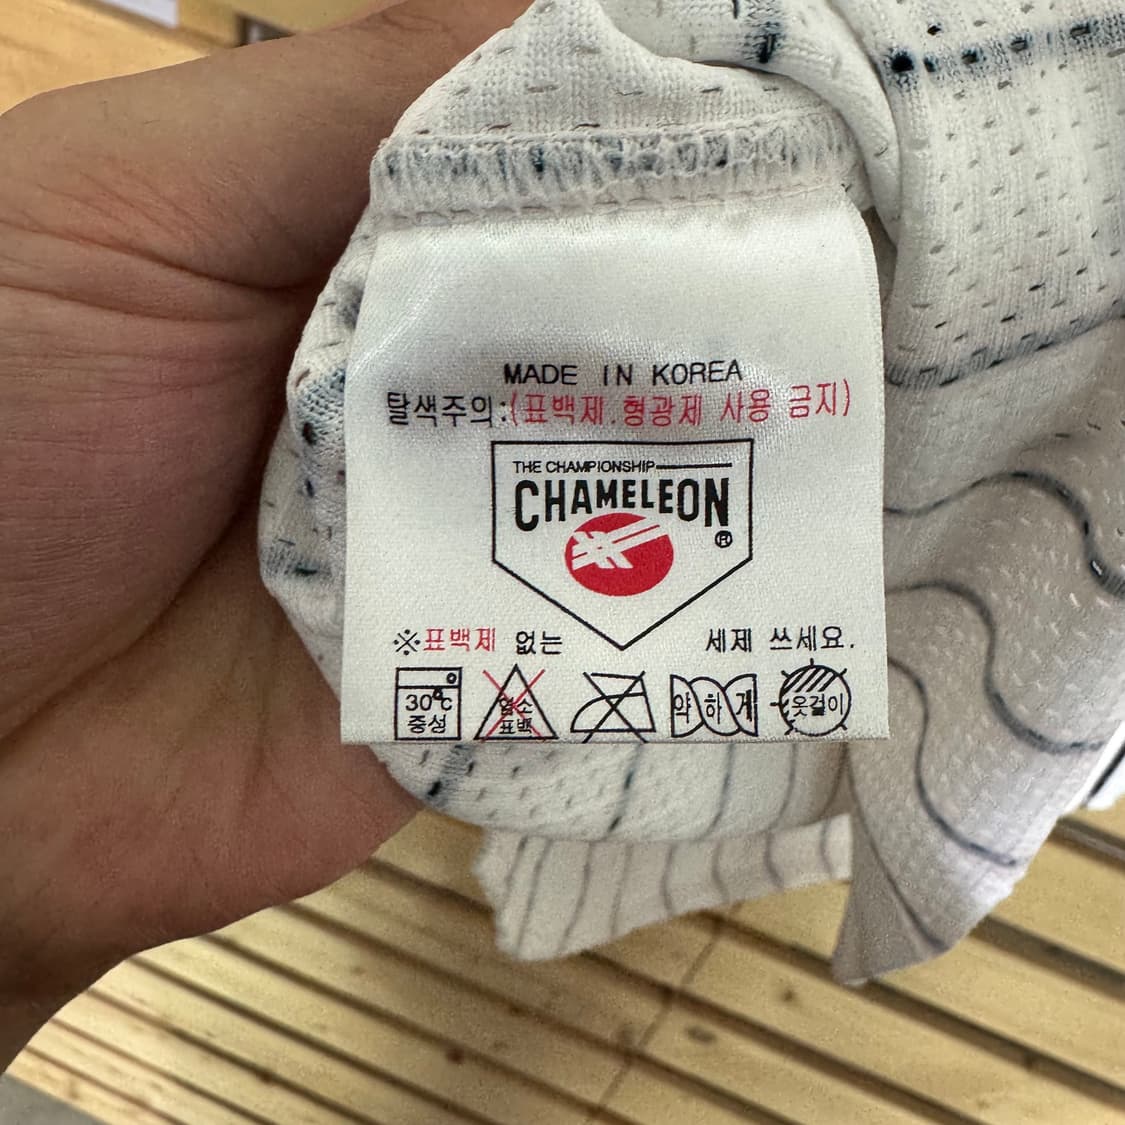 MADE IN KOREA
탈색주의:(표백제.형광제 사용 금지)
THE CHAMPIONSHIP
CHAMELEON
®
※표백제 없는 세제 쓰세요.
30℃
중성
염소
표백
약하게
옷걸이